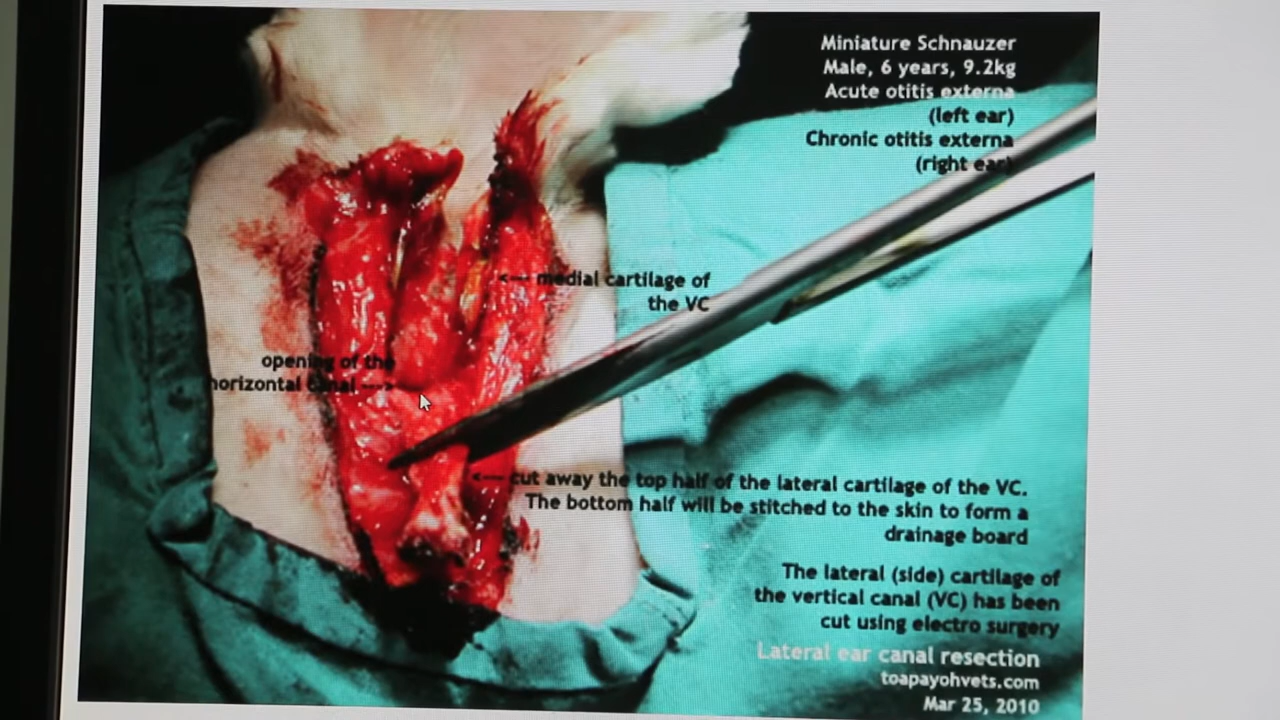 Miniature Schnauzer
Male, 6 years, 9.2kg
Acute otitis externa
(left ear)
Chronic otitis externa
(right ear)
<--- medial cartilage of
the VC
opening of the
horizontal canal --->
<--- cut away the top half of the lateral cartilage of the VC.
The bottom half will be stitched to the skin to form a
drainage board
The lateral (side) cartilage of
the vertical canal (VC) has been
cut using electro surgery
Lateral ear canal resection
toapayohvets.com
Mar 25, 2010